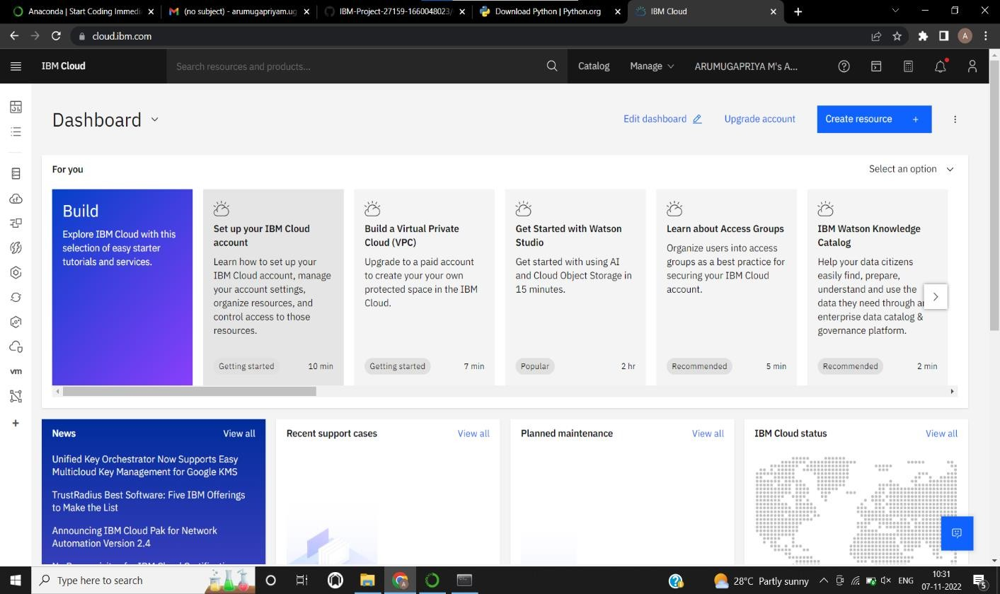 Anaconda | Start Coding Immedi
(no subject) - arumugapriyam.ug
IBM-Project-27159-1660048023/
Download Python | Python.org
IBM Cloud
cloud.ibm.com
A
IBM Cloud
Search resources and products...
Catalog
Manage
ARUMUGAPRIYA M's A...
Dashboard
Edit dashboard
Upgrade account
Create resource +
For you
Select an option
Build
Explore IBM Cloud with this
selection of easy starter
tutorials and services.
Set up your IBM Cloud
account
Learn how to set up your
IBM Cloud account, manage
your account settings,
organize resources, and
control access to those
resources.
Getting started 10 min
Build a Virtual Private
Cloud (VPC)
Upgrade to a paid account
to create your your own
protected space in the IBM
Cloud.
Getting started 7 min
Get Started with Watson
Studio
Get started with using AI
and Cloud Object Storage in
15 minutes.
Popular 2 hr
Learn about Access Groups
Organize users into access
groups as a best practice for
securing your IBM Cloud
account.
Recommended 5 min
IBM Watson Knowledge
Catalog
Help your data citizens
easily find, prepare,
understand and use the
data they need through an
enterprise data catalog &
governance platform.
Recommended 2 min
vm
News View all
Unified Key Orchestrator Now Supports Easy
Multicloud Key Management for Google KMS
TrustRadius Best Software: Five IBM Offerings
to Make the List
Announcing IBM Cloud Pak for Network
Automation Version 2.4
Recent support cases View all
Planned maintenance View all
IBM Cloud status View all
Type here to search
28°C Partly sunny
ENG
10:31
07-11-2022
5